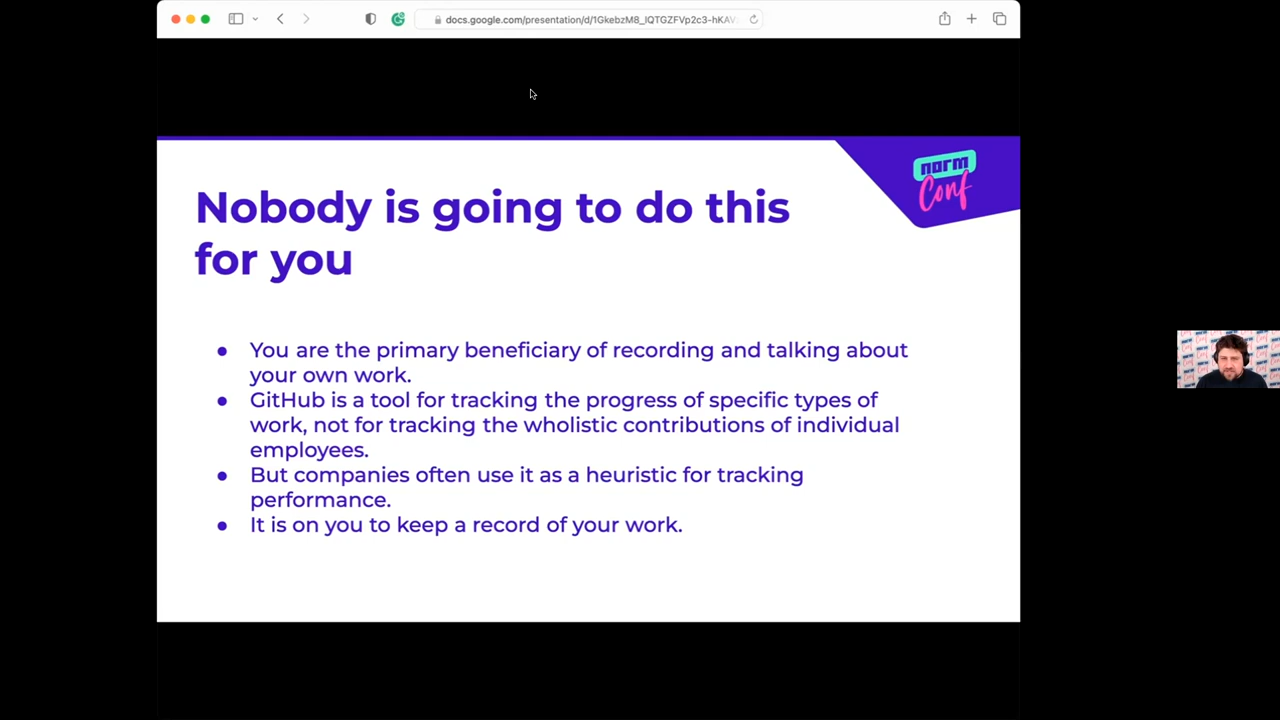 docs.google.com/presentation/d/1GkebzM8_IQTGZFVp2c3-hKAV
norm
Conf
Nobody is going to do this
for you
● You are the primary beneficiary of recording and talking about
your own work.
● GitHub is a tool for tracking the progress of specific types of
work, not for tracking the wholistic contributions of individual
employees.
● But companies often use it as a heuristic for tracking
performance.
● It is on you to keep a record of your work.